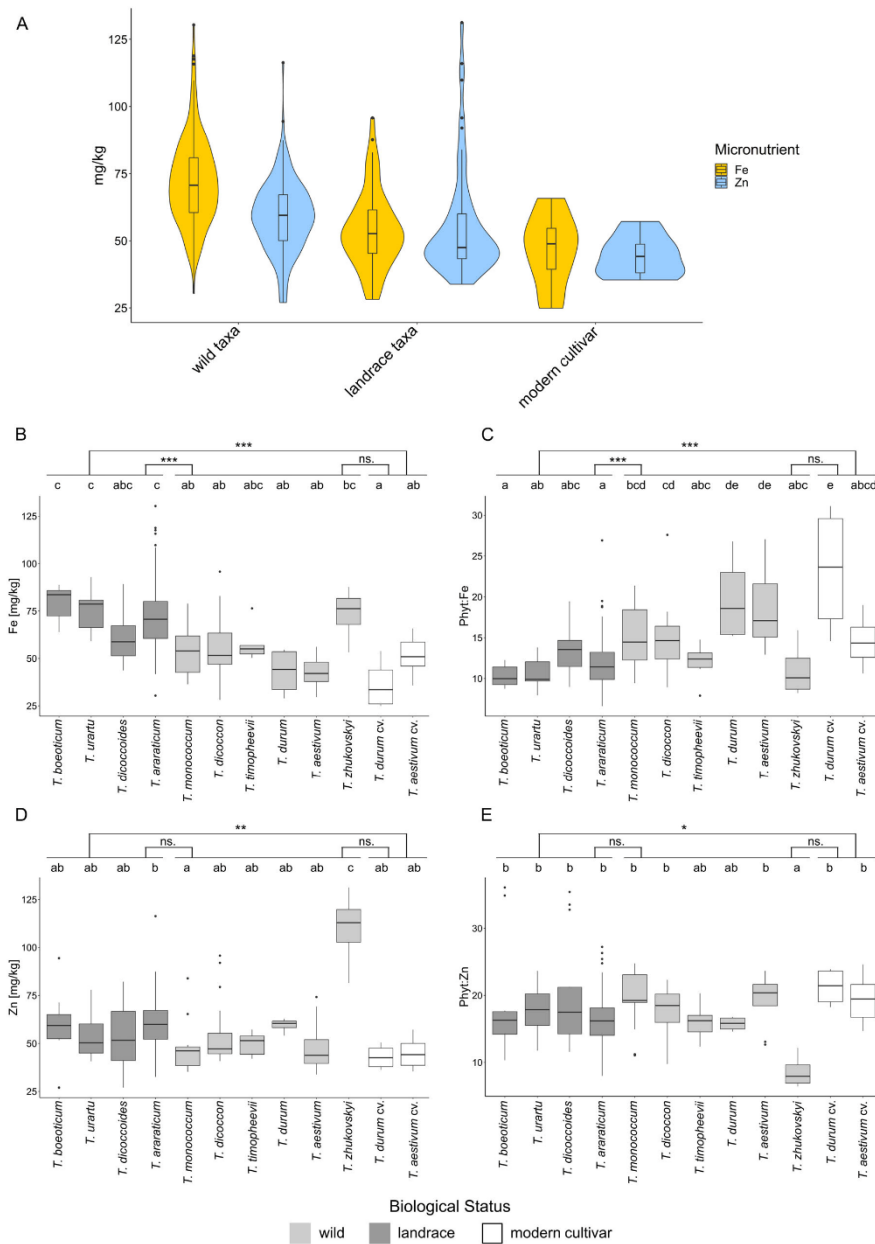 A
mg/kg
125
100
75
50
25
wild taxa
landrace taxa
modern cultivar
Micronutrient
Fe
Zn
B
***
*** ns.
c c abc c ab ab abc ab ab bc a ab
Fe [mg/kg]
125
100
75
50
25
T. boeoticum
T. urartu
T. dicoccoides
T. araraticum
T. monococcum
T. dicoccon
T. timopheevii
T. durum
T. aestivum
T. zhukovskyi
T. durum cv.
T. aestivum cv.
C
***
*** ns.
a ab abc a bcd cd abc de de abc e abcd
Phyt:Fe
30
25
20
15
10
T. boeoticum
T. urartu
T. dicoccoides
T. araraticum
T. monococcum
T. dicoccon
T. timopheevii
T. durum
T. aestivum
T. zhukovskyi
T. durum cv.
T. aestivum cv.
D
**
ns. ns.
ab ab ab b a ab ab ab ab c ab ab
Zn [mg/kg]
125
100
75
50
25
T. boeoticum
T. urartu
T. dicoccoides
T. araraticum
T. monococcum
T. dicoccon
T. timopheevii
T. durum
T. aestivum
T. zhukovskyi
T. durum cv.
T. aestivum cv.
E
*
ns. ns.
b b b b b b ab ab b a b b
Phyt:Zn
30
20
10
T. boeoticum
T. urartu
T. dicoccoides
T. araraticum
T. monococcum
T. dicoccon
T. timopheevii
T. durum
T. aestivum
T. zhukovskyi
T. durum cv.
T. aestivum cv.
Biological Status
wild landrace modern cultivar